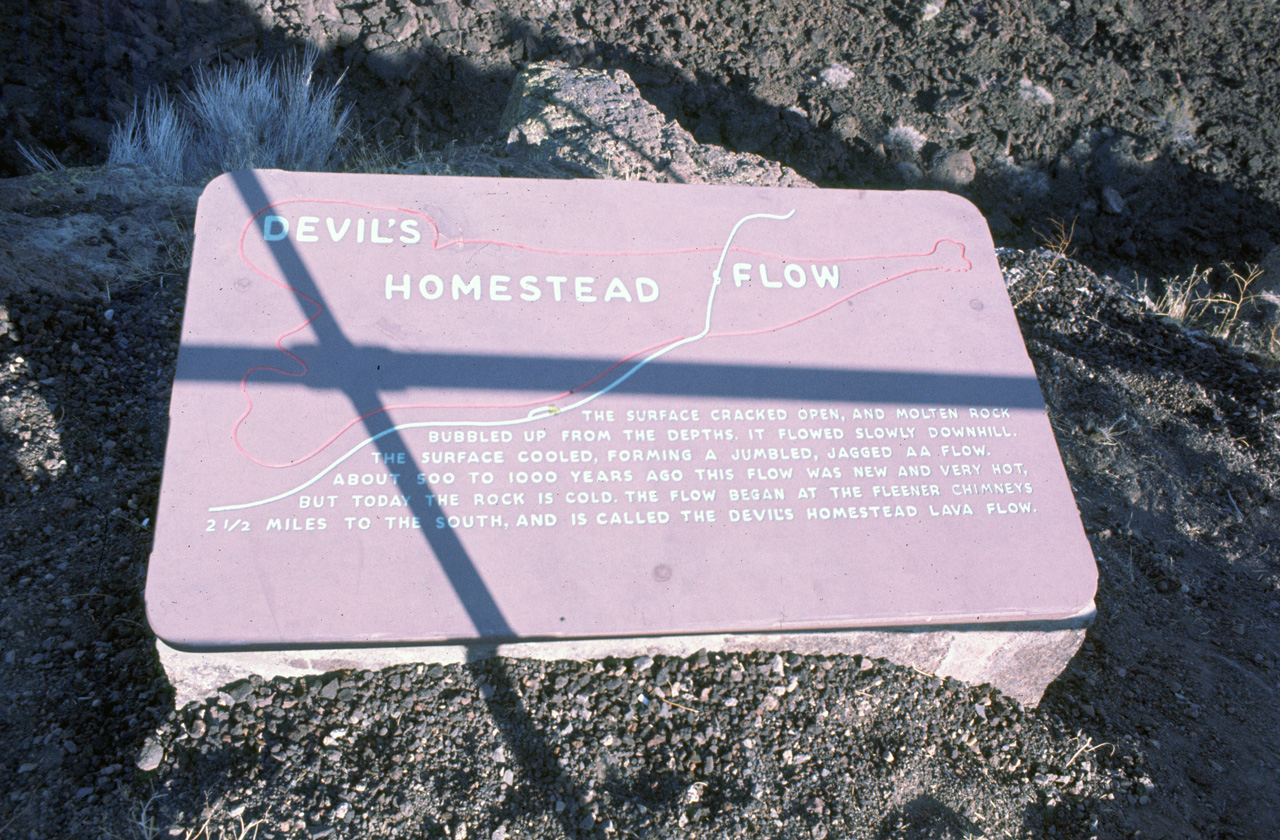 DEVIL'S
HOMESTEAD FLOW
THE SURFACE CRACKED OPEN, AND MOLTEN ROCK
BUBBLED UP FROM THE DEPTHS. IT FLOWED SLOWLY DOWNHILL.
THE SURFACE COOLED, FORMING A JUMBLED, JAGGED AA FLOW.
ABOUT 500 TO 1000 YEARS AGO THIS FLOW WAS NEW AND VERY HOT,
BUT TODAY THE ROCK IS COLD. THE FLOW BEGAN AT THE FLEENER CHIMNEYS
2 1/2 MILES TO THE SOUTH, AND IS CALLED THE DEVIL'S HOMESTEAD LAVA FLOW.